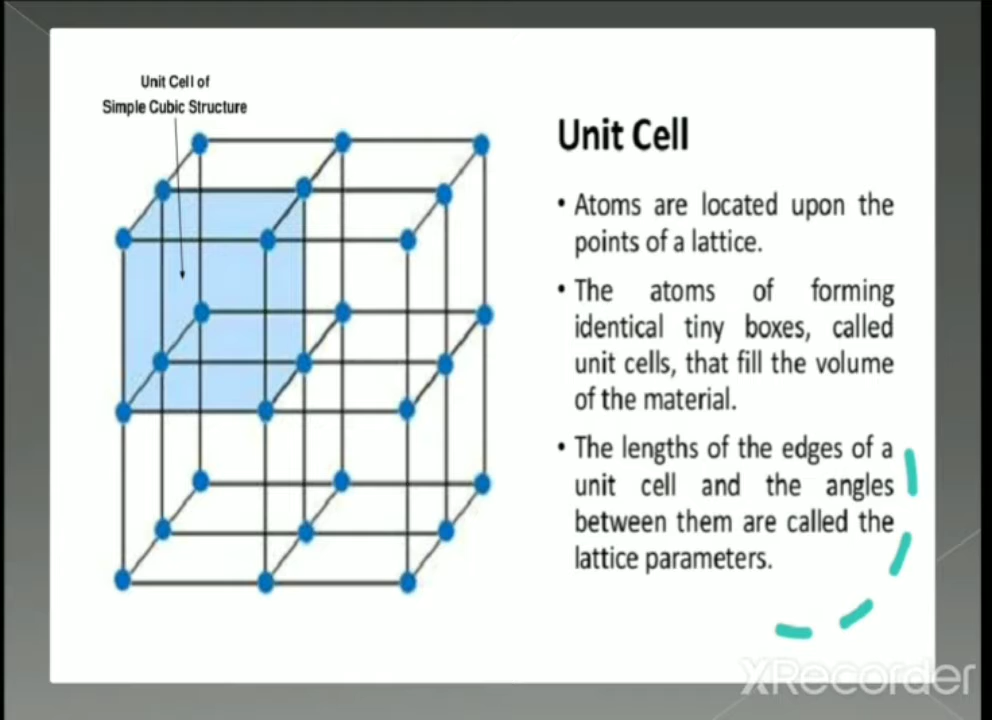 Unit Cell of
Simple Cubic Structure
Unit Cell
• Atoms are located upon the
points of a lattice.
• The atoms of forming
identical tiny boxes, called
unit cells, that fill the volume
of the material.
• The lengths of the edges of a
unit cell and the angles
between them are called the
lattice parameters.
XRecorder